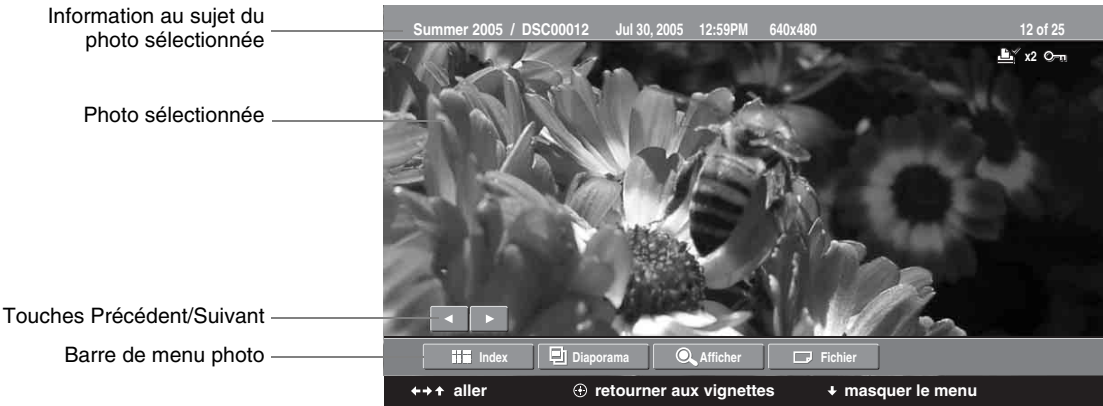 Information au sujet du
photo sélectionnée
Summer 2005 / DSC00012 Jul 30, 2005 12:59PM 640x480 12 of 25
x2
Photo sélectionnée
Touches Précédent/Suivant
Barre de menu photo
Index Diaporama Afficher Fichier
aller retourner aux vignettes masquer le menu